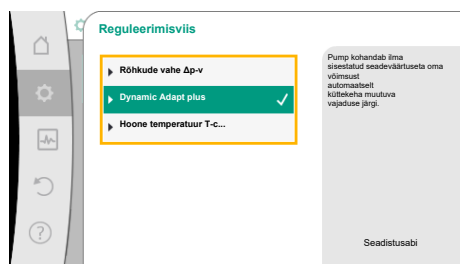 Reguleerimisviis
Rõhkude vahe Δp-v
Dynamic Adapt plus
Hoone temperatuur T-c...
Pump kohandab ilma
sisestatud seadeväärtuseta oma
võimsust
automaatselt
küttekeha muutuva
vajaduse järgi.
Seadistusabi